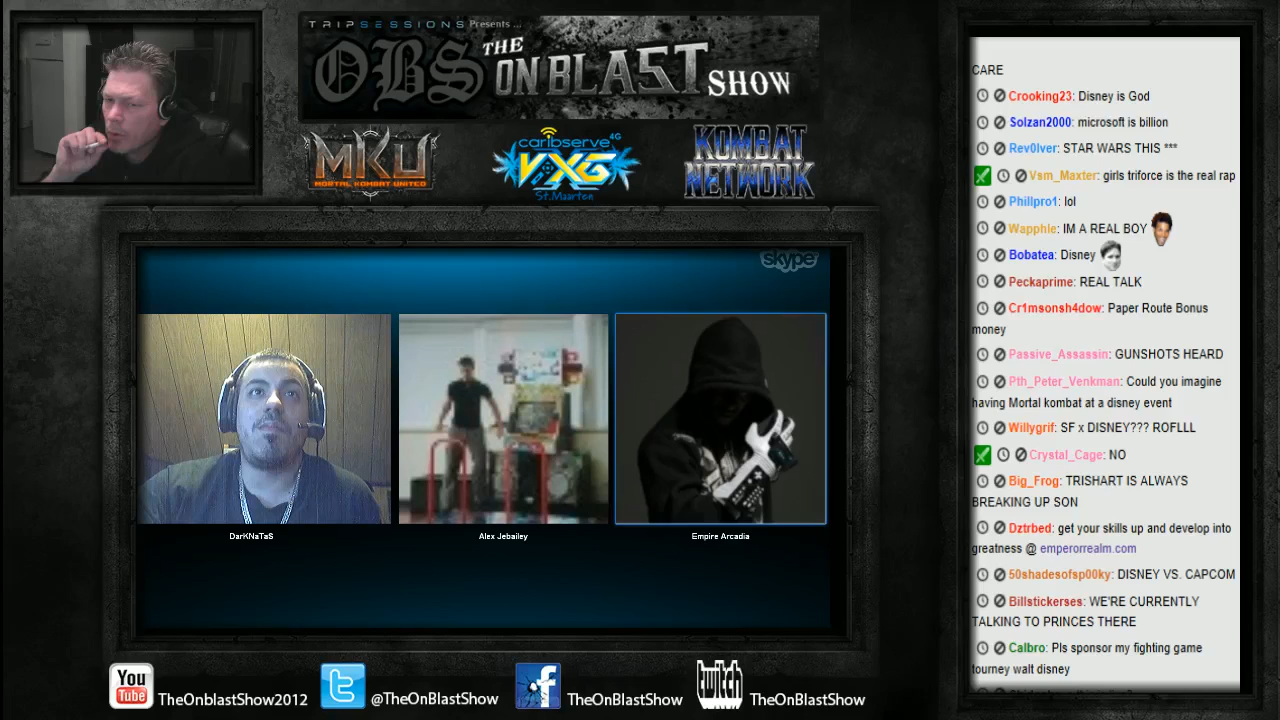 TRIPSESSIONS Presents ...
OBS THE ON BLAST SHOW
MKU
MORTAL KOMBAT UNITED
caribserve 4G
VXG
St.Maarten
KOMBAT
NETWORK
skype
DarKNaTaS
Alex Jebailey
Empire Arcadia
You
Tube
TheOnBlastShow2012
@TheOnBlastShow
TheOnBlastShow
twitch
TheOnBlastShow
CARE
Crooking23: Disney is God
Solzan2000: microsoft is billion
Rev0lver: STAR WARS THIS ***
Vsm_Maxter: girls triforce is the real rap
Phillpro1: lol
Wapphle: IM A REAL BOY
Bobatea: Disney
Peckaprime: REAL TALK
Cr1msonsh4dow: Paper Route Bonus
money
Passive_Assassin: GUNSHOTS HEARD
Pth_Peter_Venkman: Could you imagine
having Mortal kombat at a disney event
Willygrif: SF x DISNEY??? ROFLLL
Crystal_Cage: NO
Big_Frog: TRISHART IS ALWAYS
BREAKING UP SON
Dztrbed: get your skills up and develop into
greatness @ emperorrealm.com
50shadesofsp00ky: DISNEY VS. CAPCOM
Billstickerses: WE'RE CURRENTLY
TALKING TO PRINCES THERE
Calbro: Pls sponsor my fighting game
tourney walt disney